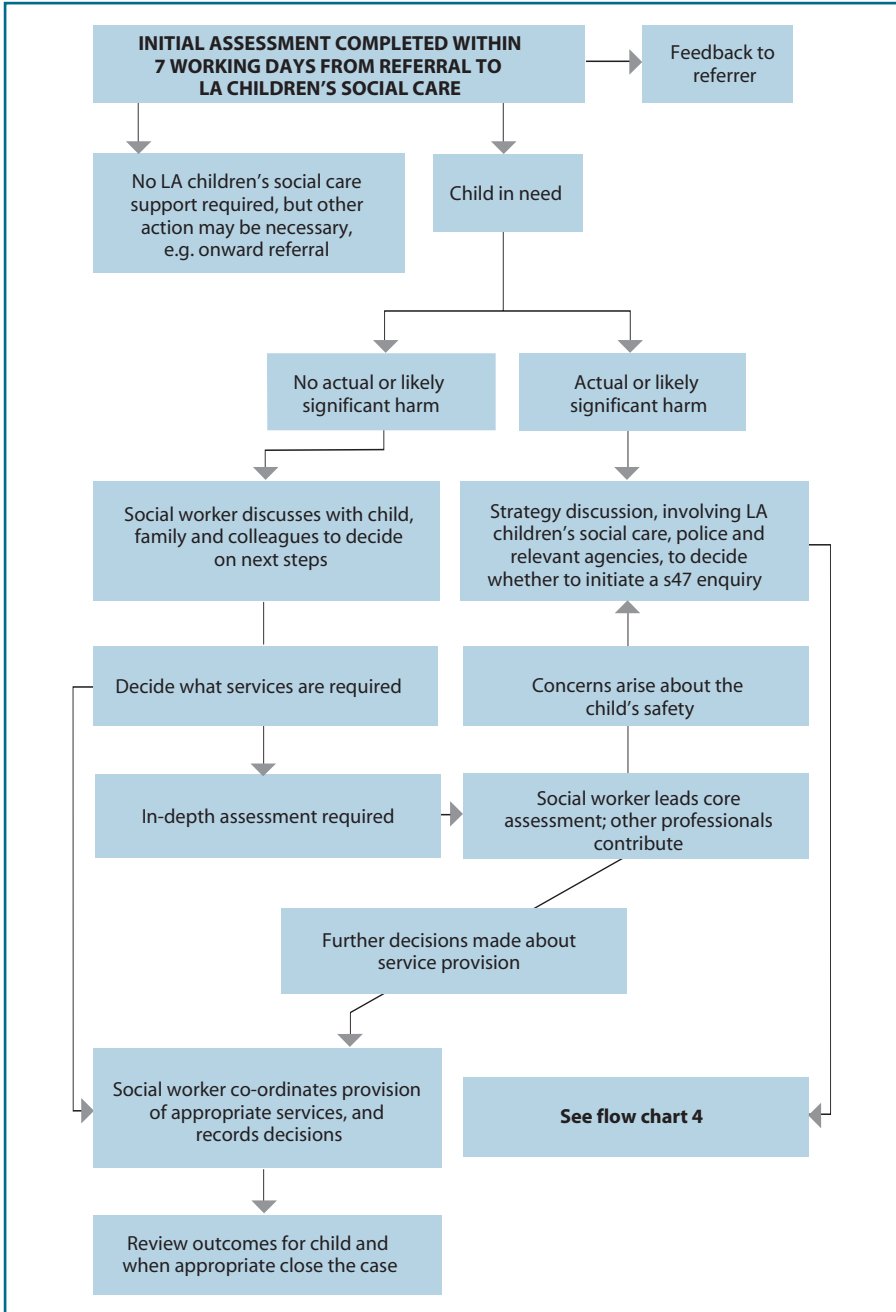 INITIAL ASSESSMENT COMPLETED WITHIN
7 WORKING DAYS FROM REFERRAL TO
LA CHILDREN’S SOCIAL CARE
Feedback to
referrer
No LA children’s social care
support required, but other
action may be necessary,
e.g. onward referral
Child in need
No actual or likely
significant harm
Actual or likely
significant harm
Social worker discusses with child,
family and colleagues to decide
on next steps
Strategy discussion, involving LA
children’s social care, police and
relevant agencies, to decide
whether to initiate a s47 enquiry
Decide what services are required
Concerns arise about the
child’s safety
In-depth assessment required
Social worker leads core
assessment; other professionals
contribute
Further decisions made about
service provision
Social worker co-ordinates provision
of appropriate services, and
records decisions
See flow chart 4
Review outcomes for child and
when appropriate close the case